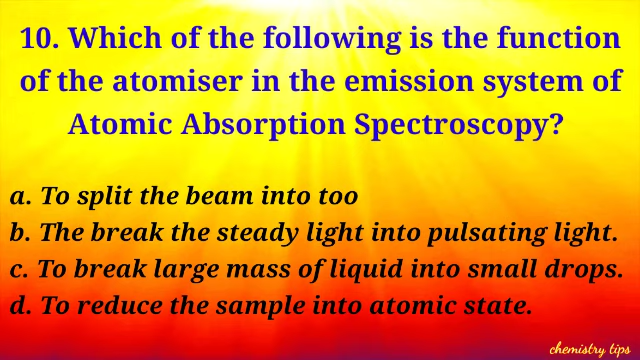 10. Which of the following is the function
of the atomiser in the emission system of
Atomic Absorption Spectroscopy?
a. To split the beam into too
b. The break the steady light into pulsating light.
c. To break large mass of liquid into small drops.
d. To reduce the sample into atomic state.
chemistry tips